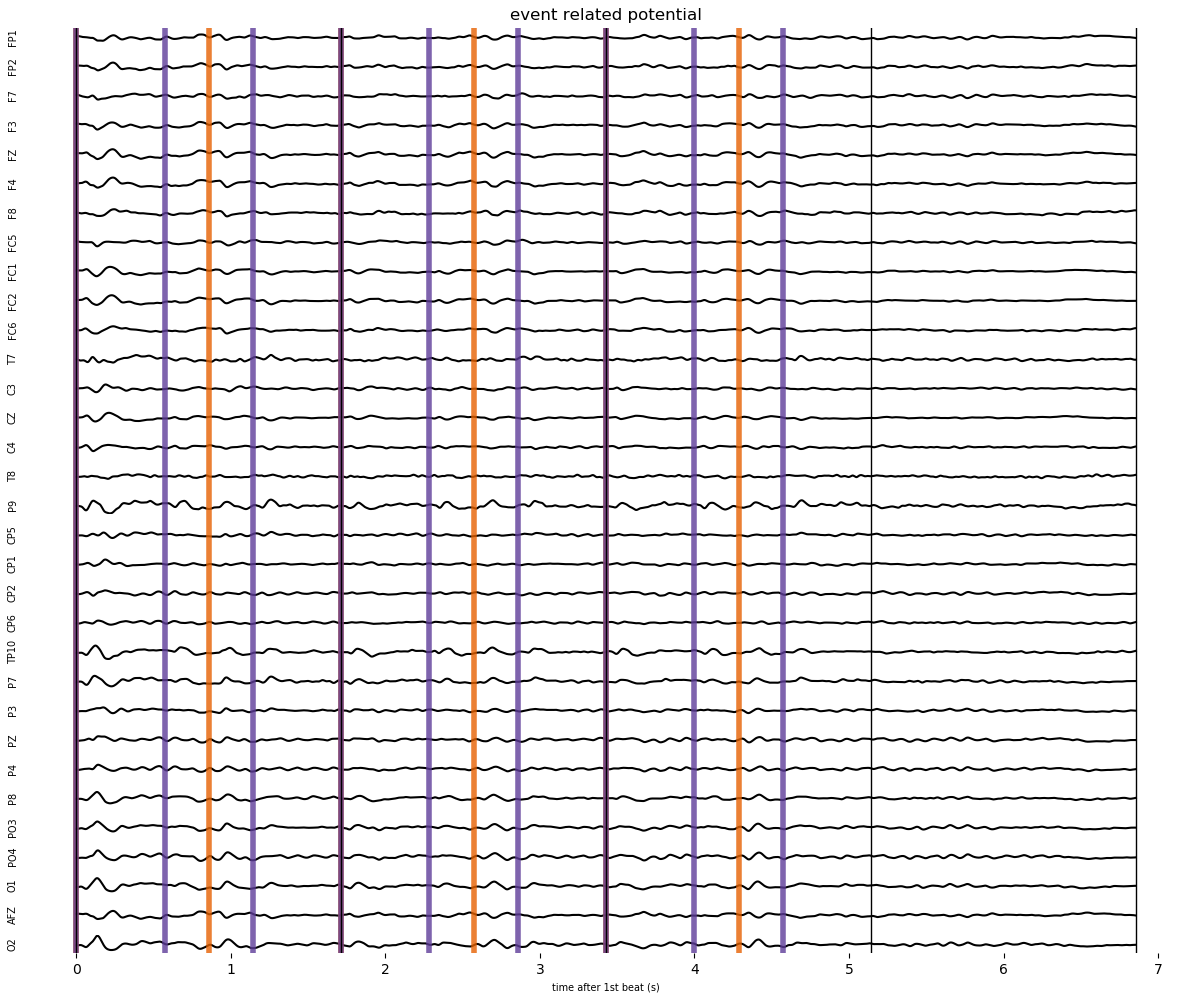 event related potential
FP1
FP2
F7
F3
FZ
F4
F8
FC5
FC1
FC2
FC6
T7
C3
CZ
C4
T8
P9
CP5
CP1
CP2
CP6
TP10
P7
P3
PZ
P4
P8
PO3
PO4
O1
AFZ
O2
0 1 2 3 4 5 6 7
time after 1st beat (s)